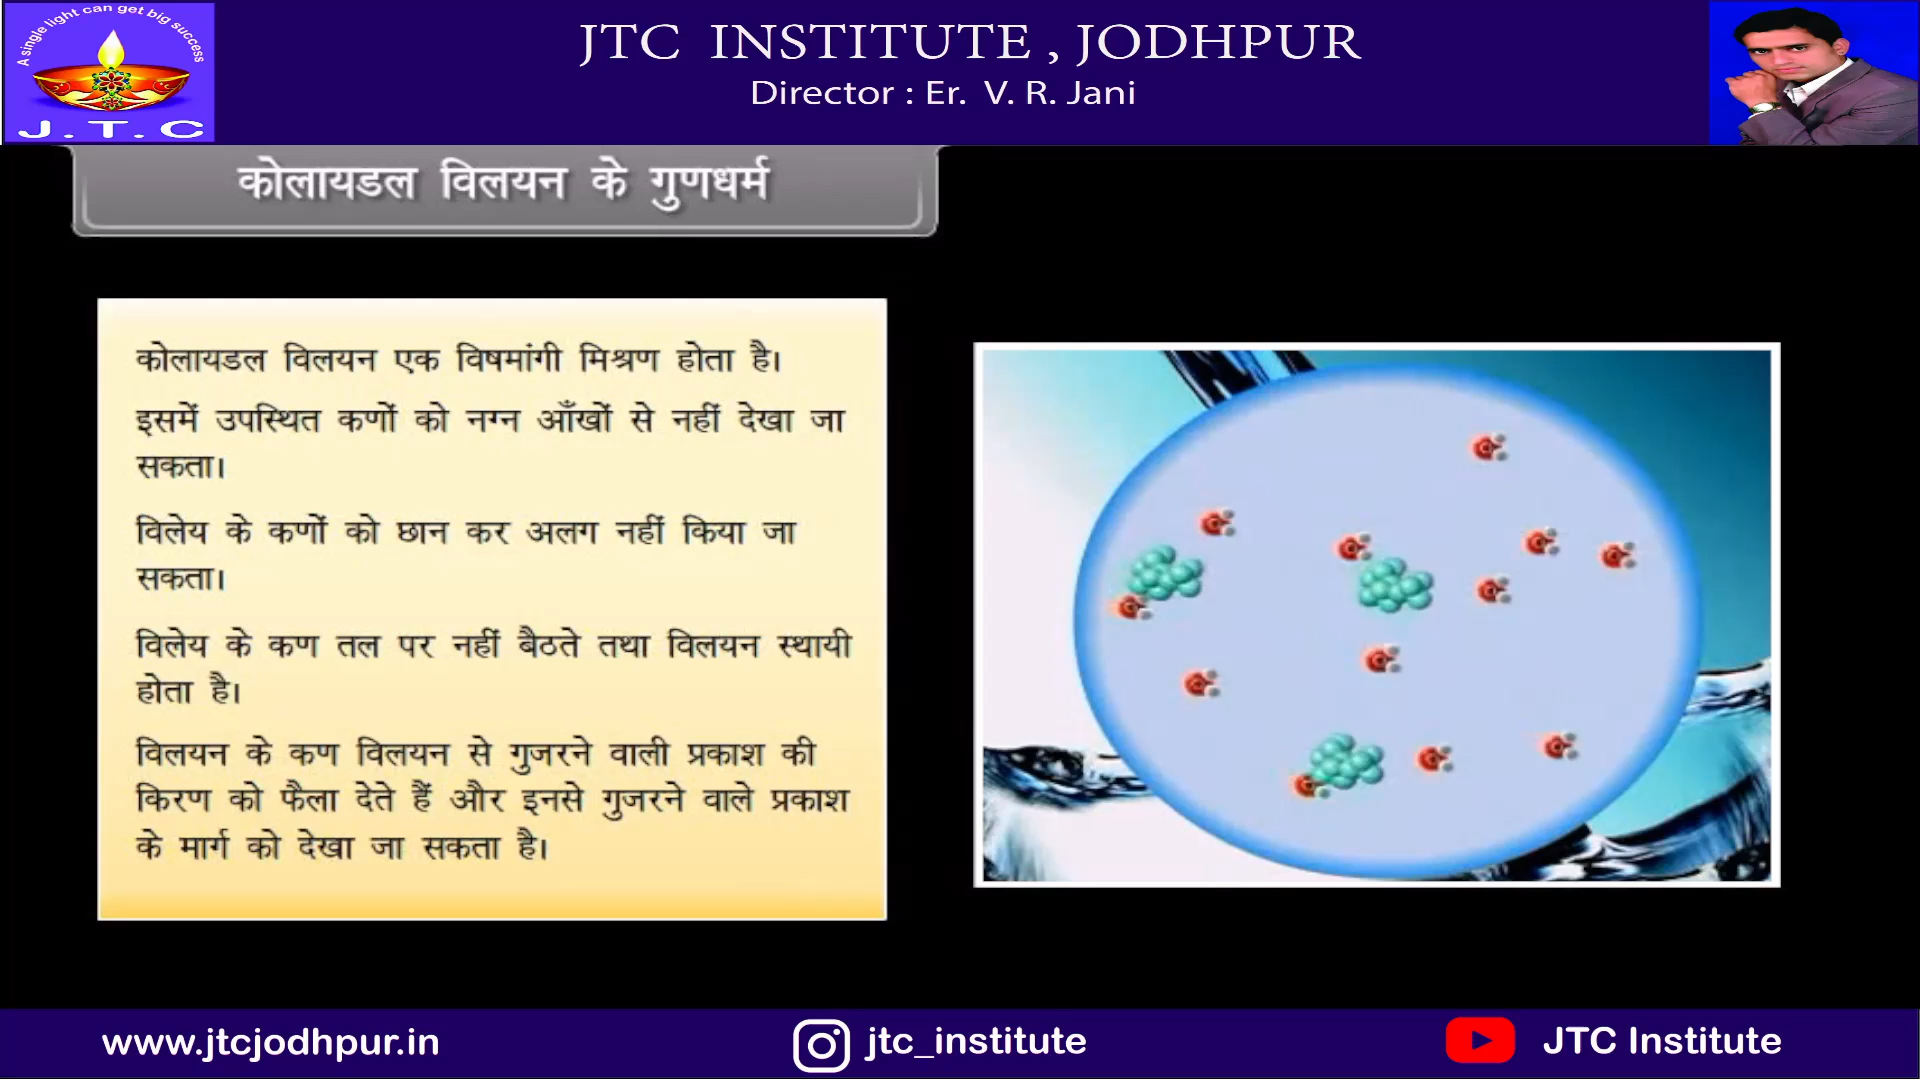 A single light can get big success
J.T.C
JTC INSTITUTE , JODHPUR
Director : Er. V. R. Jani
कोलायडल विलयन के गुणधर्म
कोलायडल विलयन एक विषमांगी मिश्रण होता है।
इसमें उपस्थित कणों को नग्न आँखों से नहीं देखा जा
सकता।
विलेय के कणों को छान कर अलग नहीं किया जा
सकता।
विलेय के कण तल पर नहीं बैठते तथा विलयन स्थायी
होता है।
विलयन के कण विलयन से गुजरने वाली प्रकाश की
किरण को फैला देते हैं और इनसे गुजरने वाले प्रकाश
के मार्ग को देखा जा सकता है।
www.jtcjodhpur.in
jtc_institute
JTC Institute